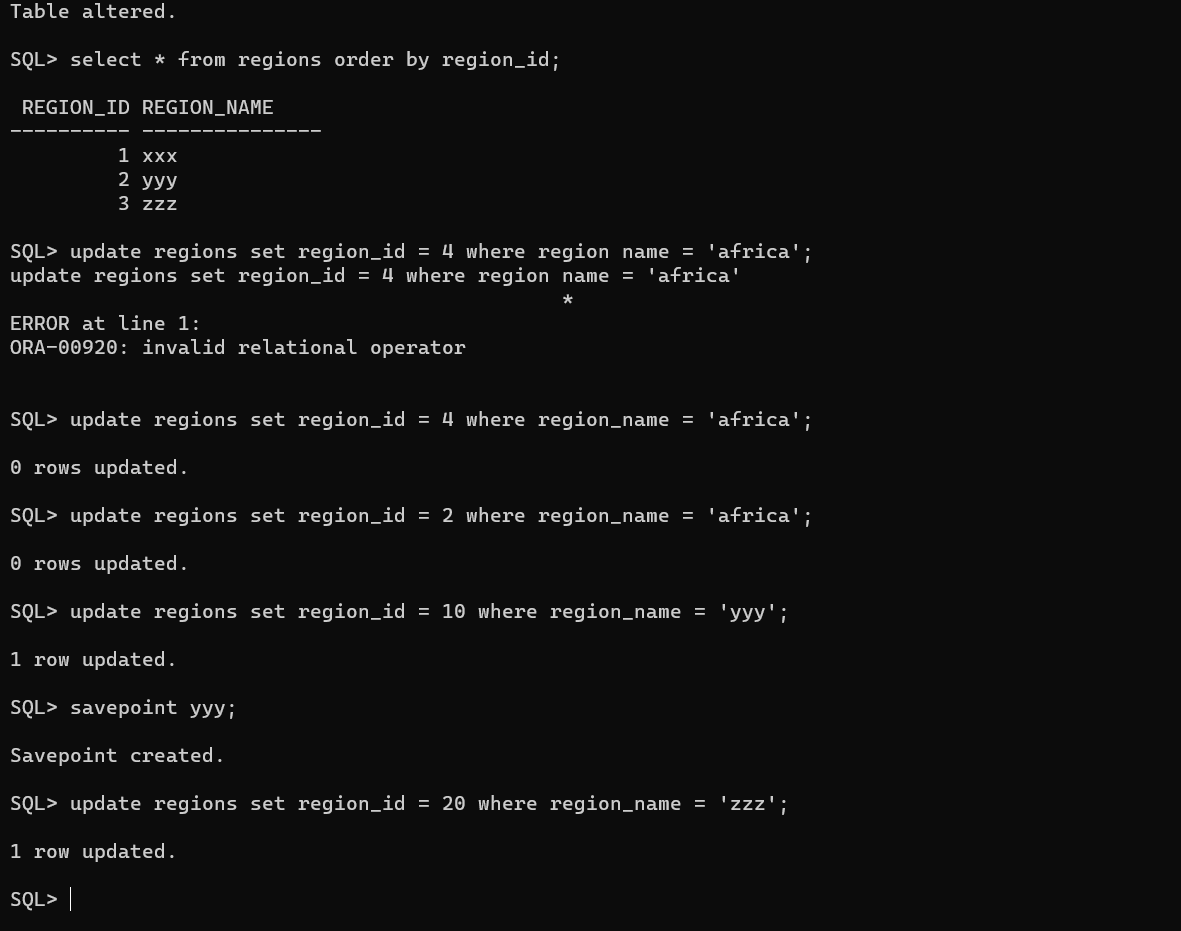 Table altered.
SQL> select * from regions order by region_id;
 REGION_ID REGION_NAME
---------- ---------------
         1 xxx
         2 yyy
         3 zzz
SQL> update regions set region_id = 4 where region name = 'africa';
update regions set region_id = 4 where region name = 'africa'
                                              *
ERROR at line 1:
ORA-00920: invalid relational operator
SQL> update regions set region_id = 4 where region_name = 'africa';
0 rows updated.
SQL> update regions set region_id = 2 where region_name = 'africa';
0 rows updated.
SQL> update regions set region_id = 10 where region_name = 'yyy';
1 row updated.
SQL> savepoint yyy;
Savepoint created.
SQL> update regions set region_id = 20 where region_name = 'zzz';
1 row updated.
SQL>